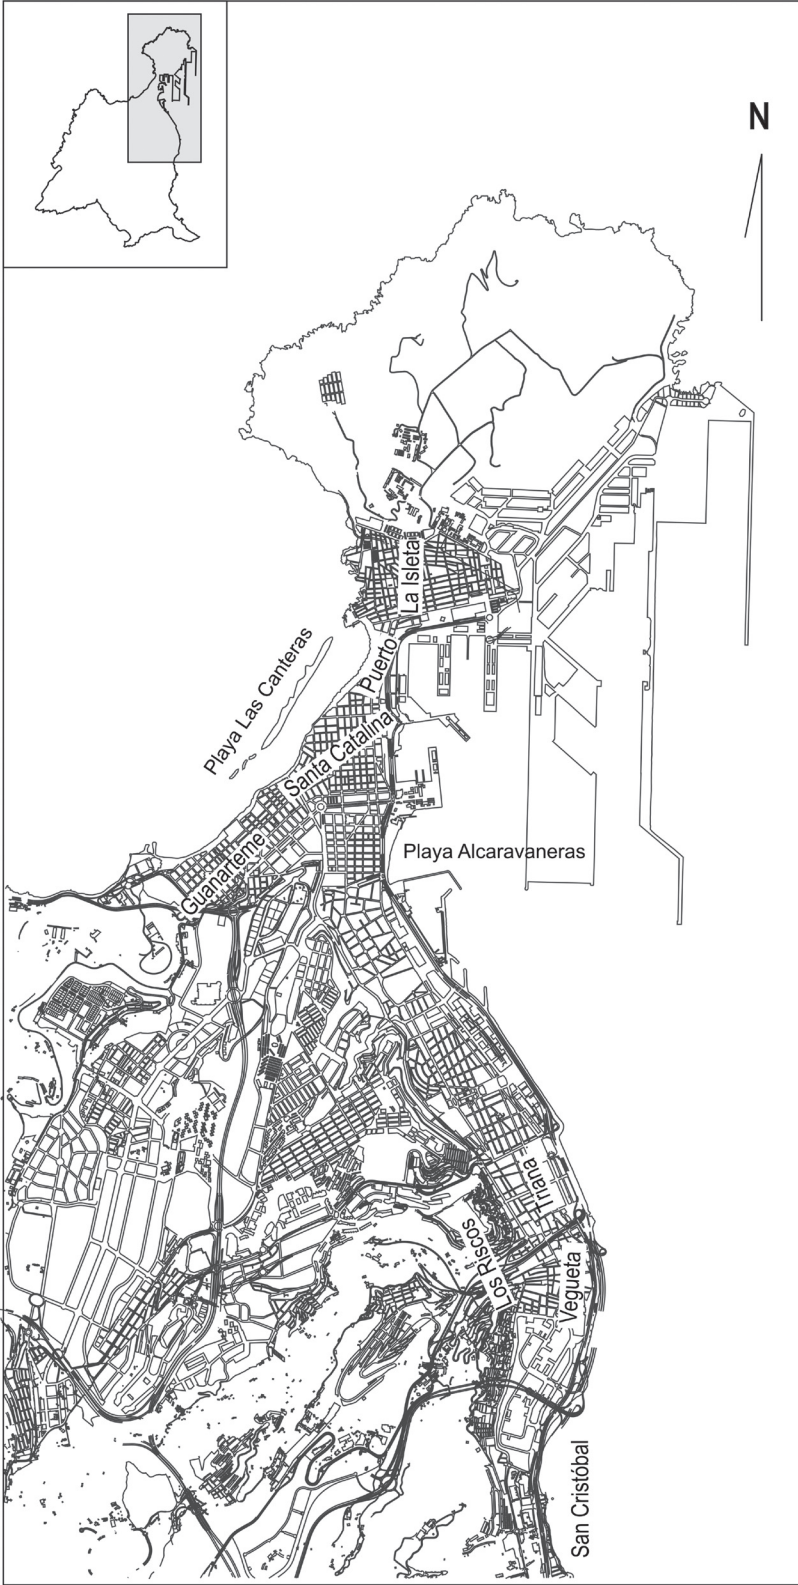 N
La Isleta
Puerto
Playa Las Canteras
Santa Catalina
Guanarteme
Playa Alcaravaneras
Triana
Los Riscos
Vegueta
San Cristóbal